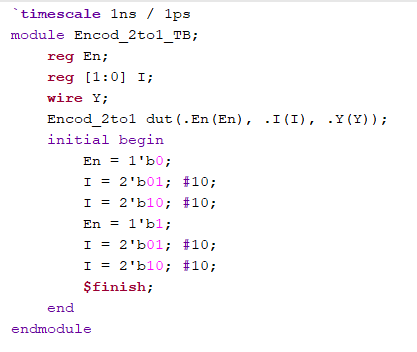 `timescale 1ns / 1ps
module Encod_2to1_TB;
reg En;
reg [1:0] I;
wire Y;
Encod_2to1 dut(.En(En), .I(I), .Y(Y));
initial begin
En = 1'b0;
I = 2'b01; #10;
I = 2'b10; #10;
En = 1'b1;
I = 2'b01; #10;
I = 2'b10; #10;
$finish;
end
endmodule